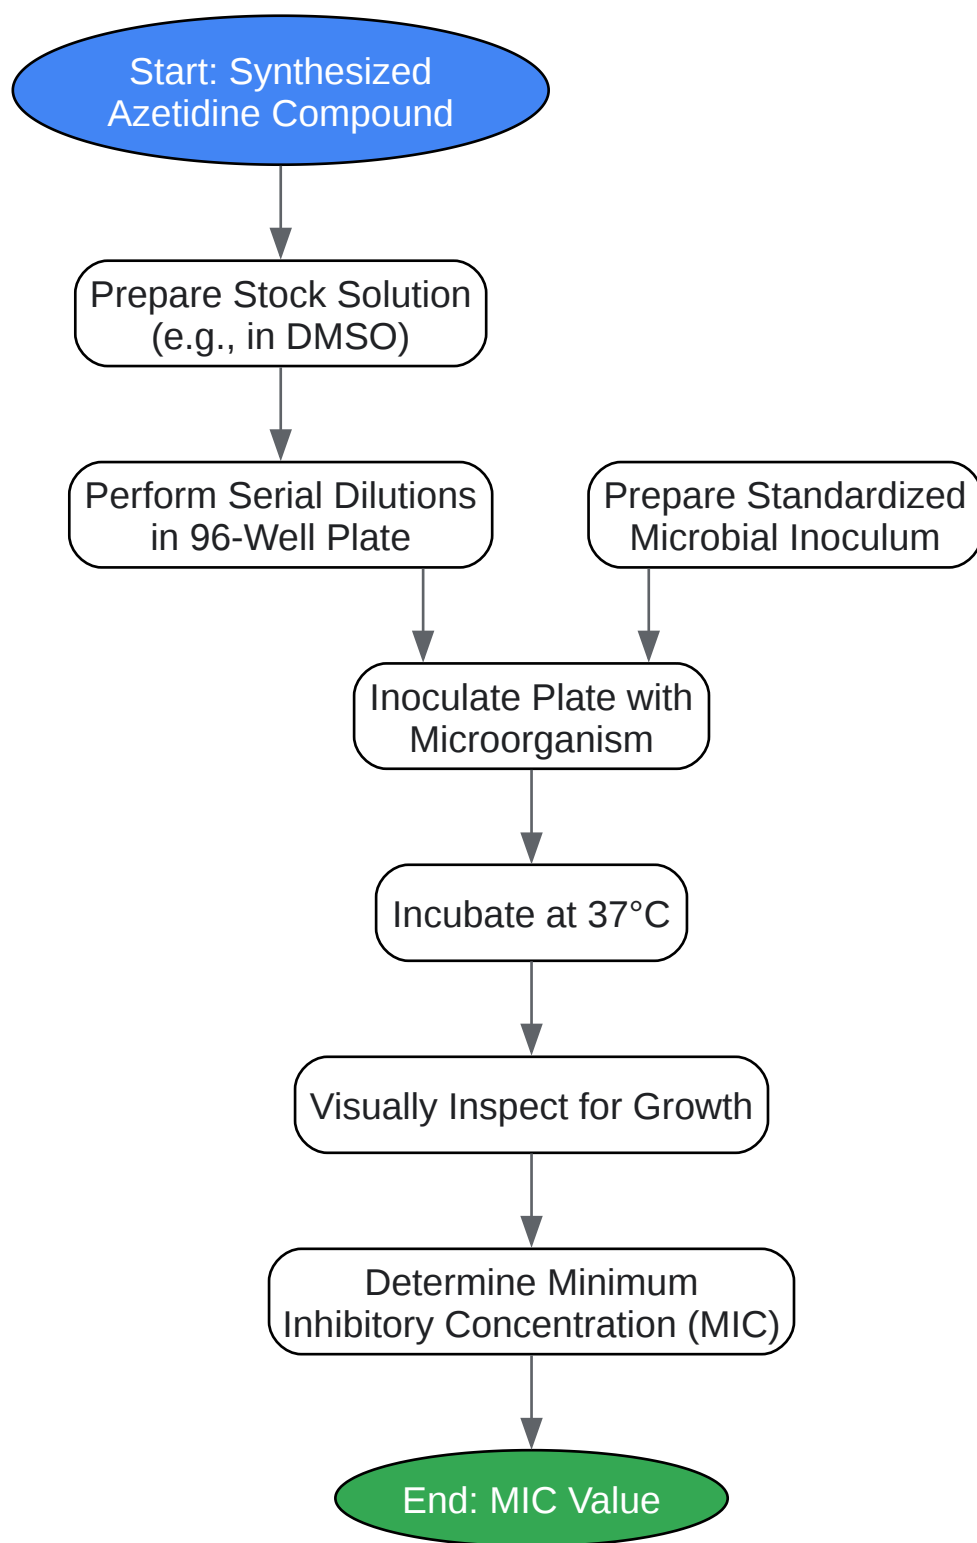 Start: Synthesized
Azetidine Compound
Prepare Stock Solution
(e.g., in DMSO)
Perform Serial Dilutions
in 96-Well Plate
Prepare Standardized
Microbial Inoculum
Inoculate Plate with
Microorganism
Incubate at 37°C
Visually Inspect for Growth
Determine Minimum
Inhibitory Concentration (MIC)
End: MIC Value